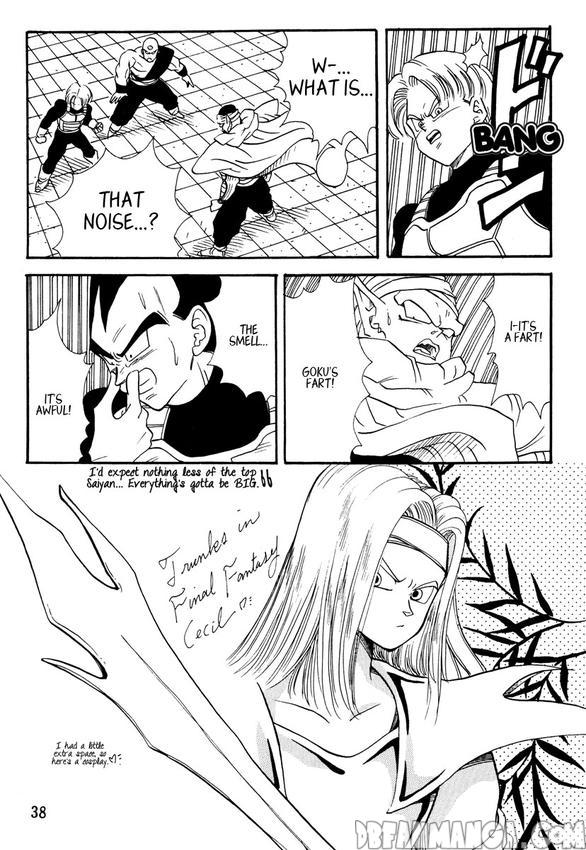 W-...
WHAT IS...
THAT
NOISE...?
BANG
ド
I-IT'S
A FART!
GOKU'S
FART!
THE
SMELL...
IT'S
AWFUL!
I'd expect nothing less of the top
Saiyan... Everything's gotta be BIG.
Trunks in
Final Fantasy
Cecil ♡
I had a little
extra space, so
here's a cosplay.♡
38
DBFANMANGA.COM